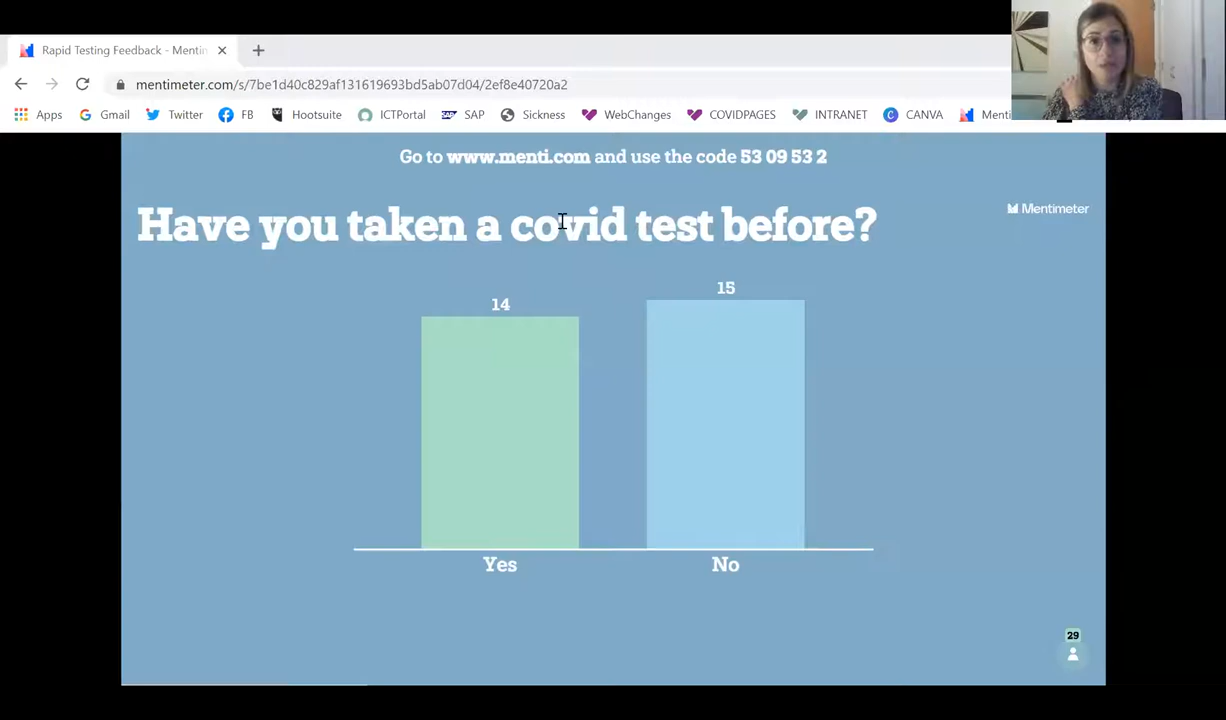 Rapid Testing Feedback - Mentin
mentimeter.com/s/7be1d40c829af131619693bd5ab07d04/2ef8e40720a2
Apps Gmail Twitter FB Hootsuite ICTPortal SAP Sickness WebChanges COVIDPAGES INTRANET CANVA Menti
Go to www.menti.com and use the code 53 09 53 2
Have you taken a covid test before?
Mentimeter
14
15
Yes
No
29